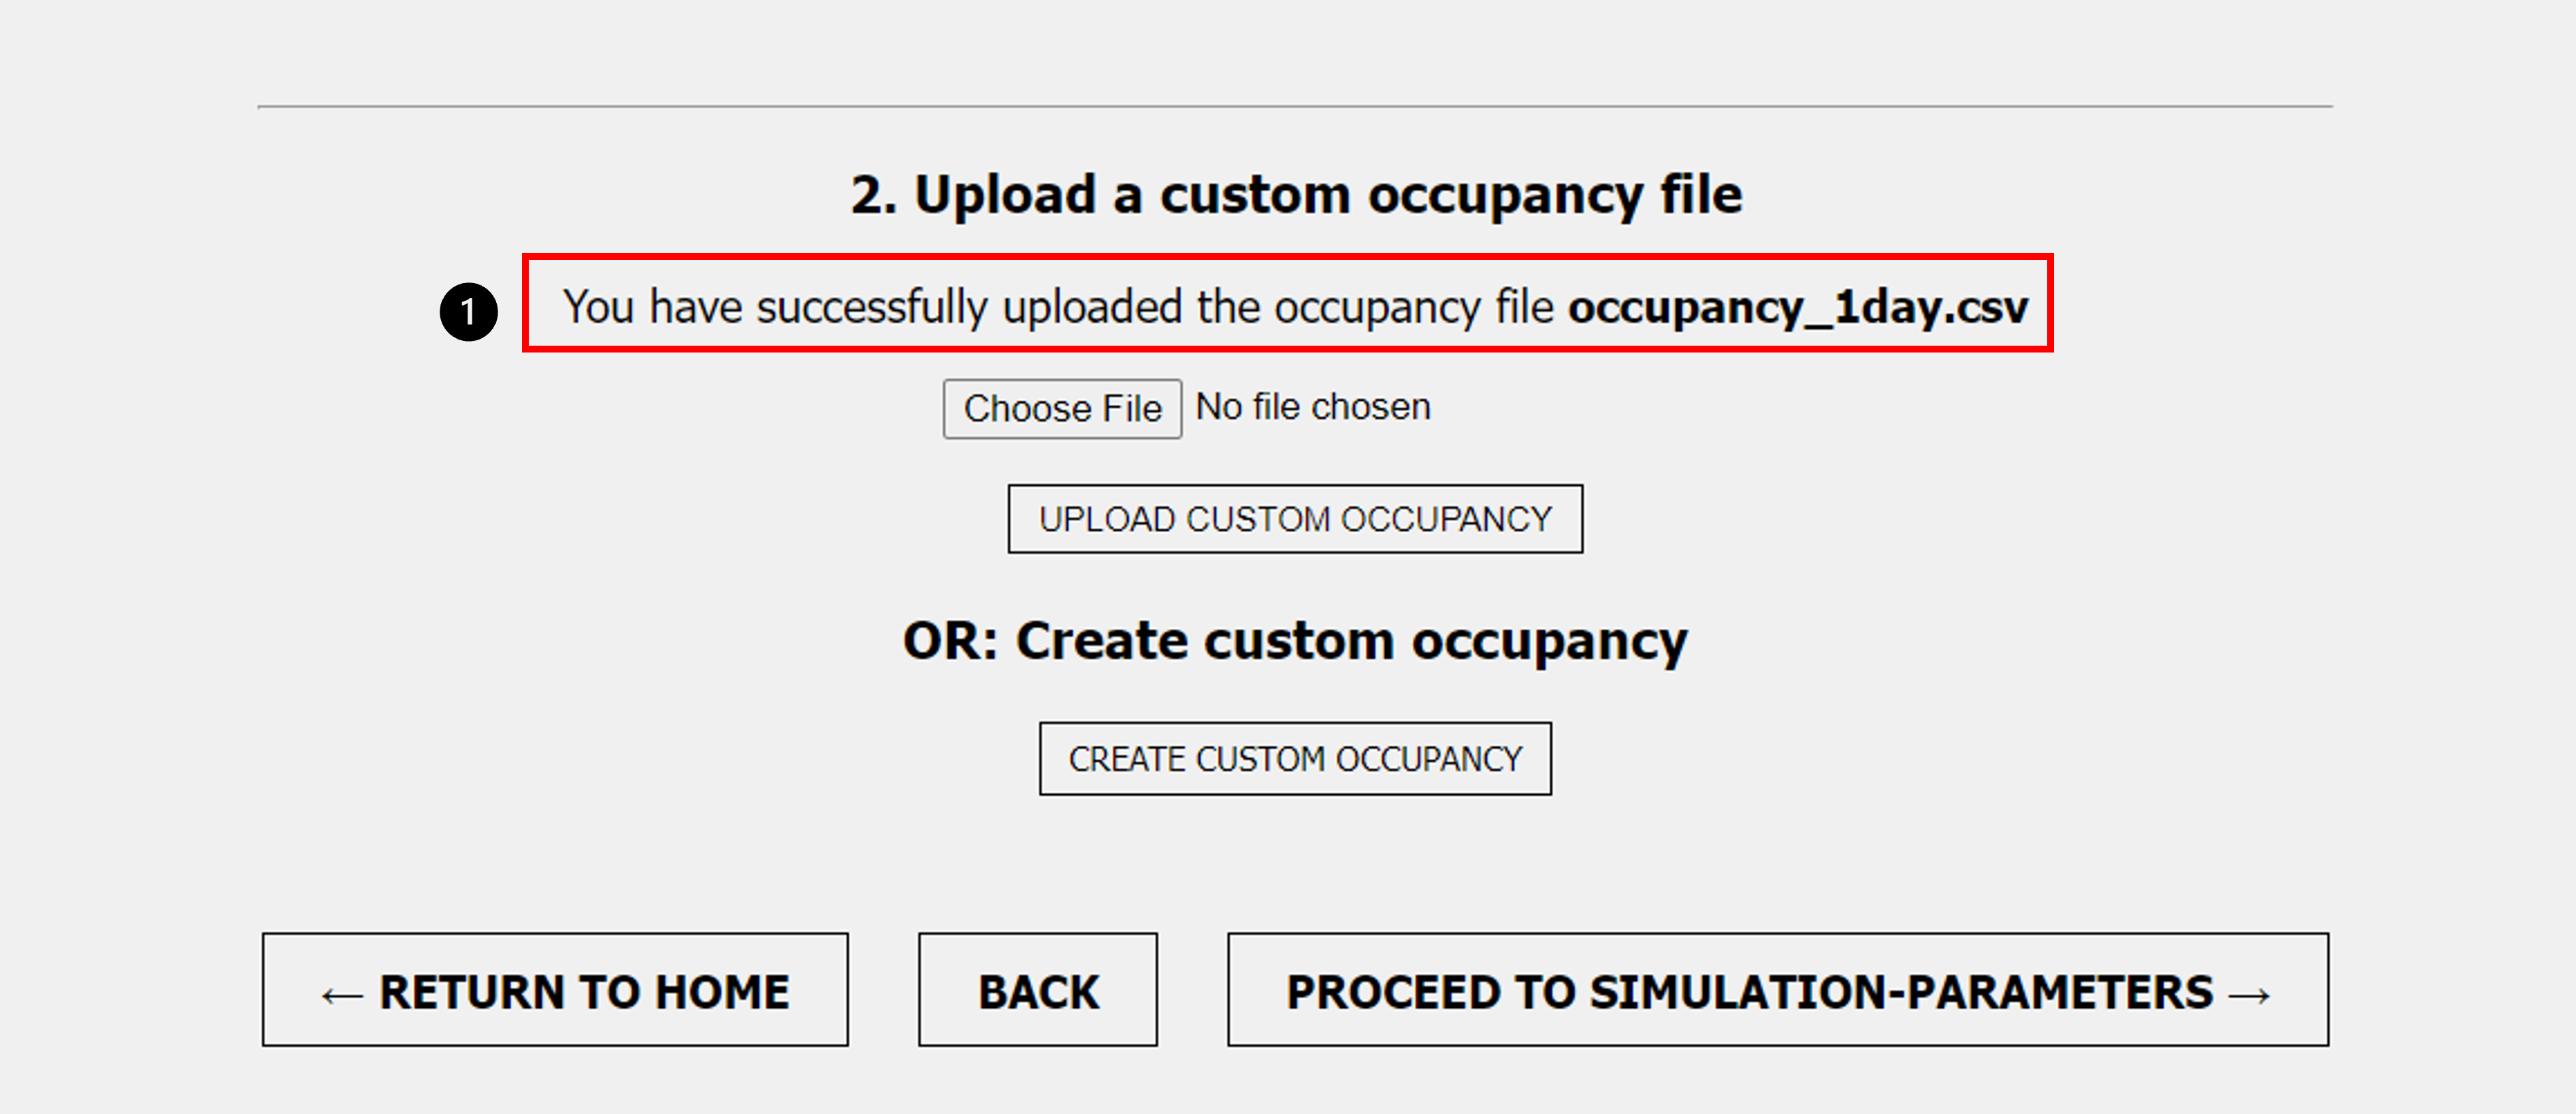 2. Upload a custom occupancy file
1 You have successfully uploaded the occupancy file occupancy_1day.csv
Choose File No file chosen
UPLOAD CUSTOM OCCUPANCY
OR: Create custom occupancy
CREATE CUSTOM OCCUPANCY
← RETURN TO HOME BACK PROCEED TO SIMULATION-PARAMETERS →